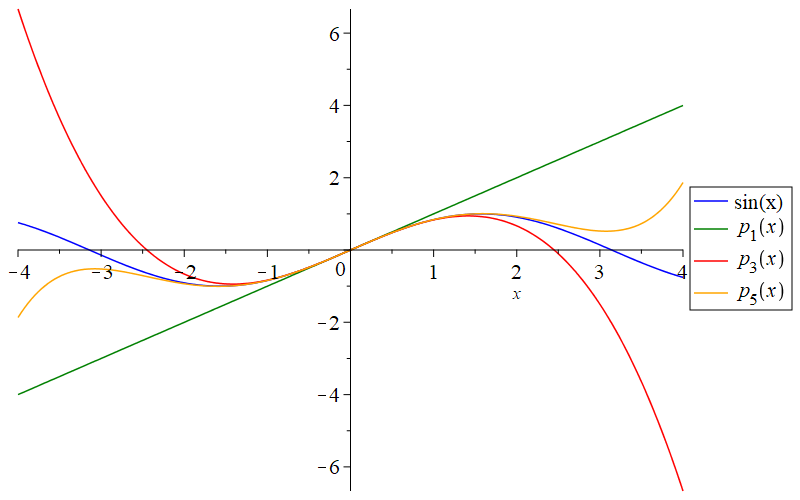 6
4
2
−4 −3 −2 −1 0 1 2 3 4
x
−2
−4
−6
sin(x)
p₁(x)
p₃(x)
p₅(x)